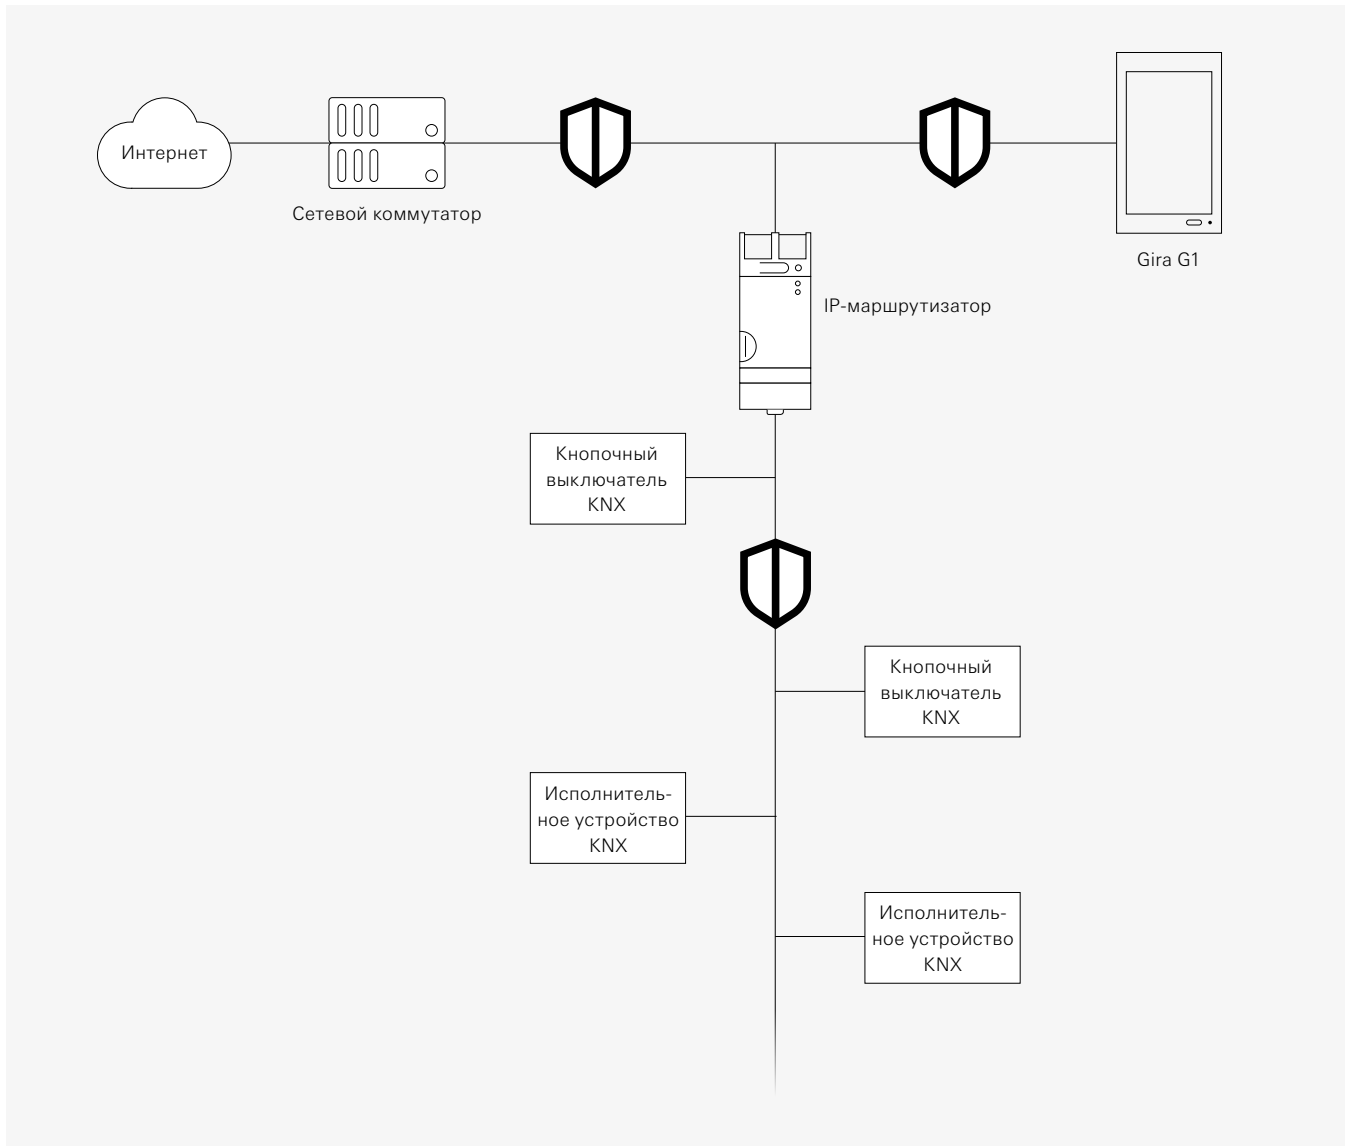 Интернет
Сетевой коммутатор
Gira G1
IP-маршрутизатор
Кнопочный
выключатель
KNX
Кнопочный
выключатель
KNX
Исполнитель-
ное устройство
KNX
Исполнитель-
ное устройство
KNX